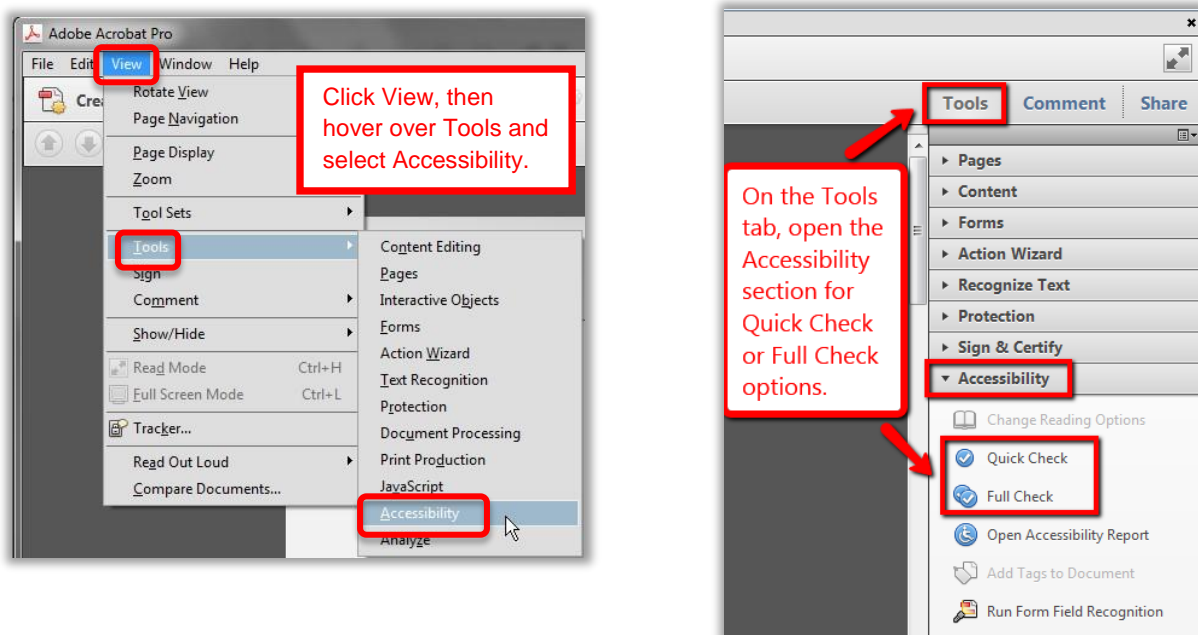 Adobe Acrobat Pro
File Edit View Window Help
Click View, then
hover over Tools and
select Accessibility.
Rotate View
Page Navigation
Page Display
Zoom
Tool Sets
Tools
Sign
Comment
Show/Hide
Read Mode Ctrl+H
Full Screen Mode Ctrl+L
Tracker...
Read Out Loud
Compare Documents...
Content Editing
Pages
Interactive Objects
Forms
Action Wizard
Text Recognition
Protection
Document Processing
Print Production
JavaScript
Accessibility
Analyze
Tools Comment Share
On the Tools
tab, open the
Accessibility
section for
Quick Check
or Full Check
options.
Pages
Content
Forms
Action Wizard
Recognize Text
Protection
Sign & Certify
Accessibility
Change Reading Options
Quick Check
Full Check
Open Accessibility Report
Add Tags to Document
Run Form Field Recognition